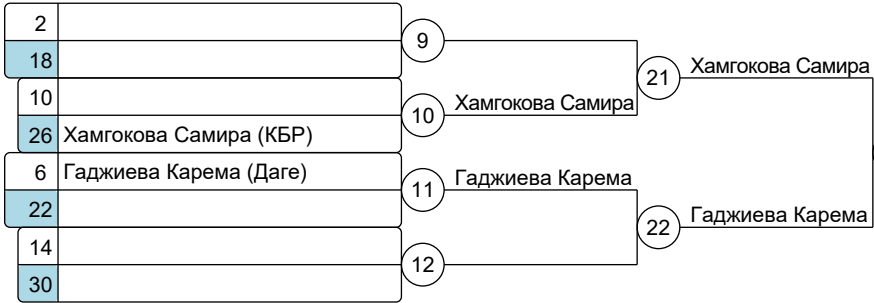 2
9
18
21 Хамгокова Самира
10
10 Хамгокова Самира
26 Хамгокова Самира (КБР)
6 Гаджиева Карема (Даге)
11 Гаджиева Карема
22
22 Гаджиева Карема
14
12
30